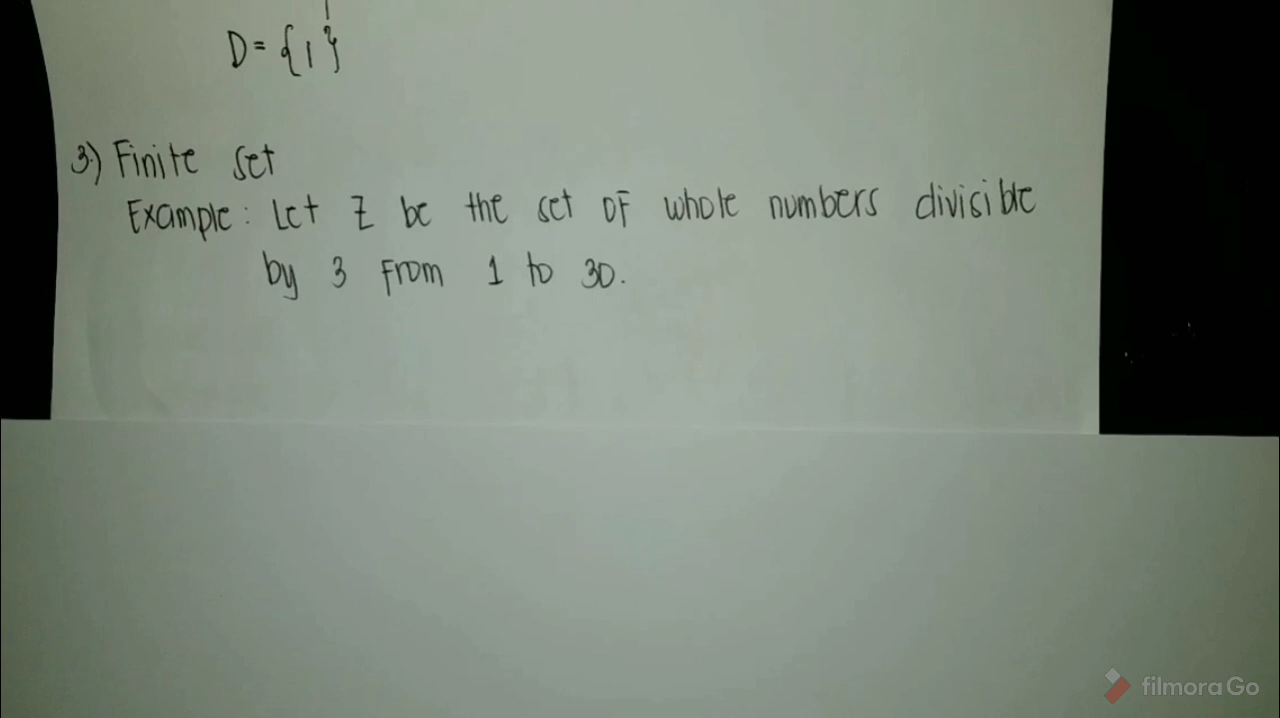 D = {1}
3.) Finite set
Example: Let Z be the set of whole numbers divisible
by 3 from 1 to 30.
filmora Go